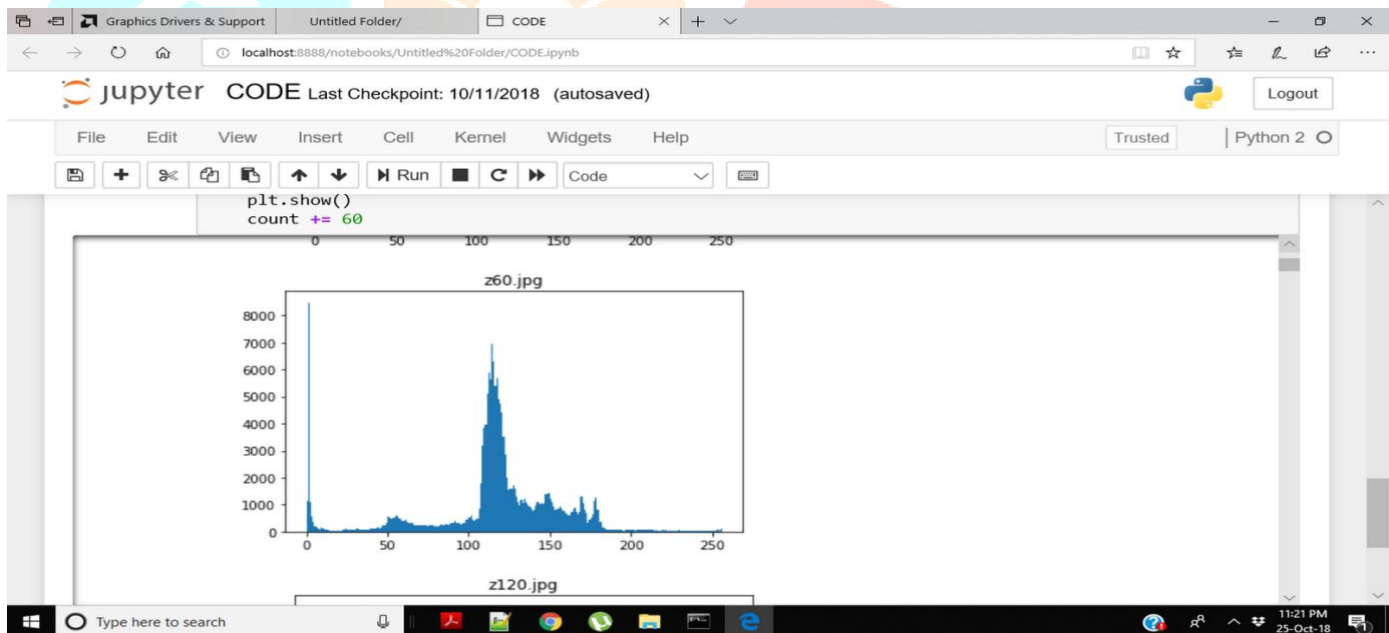 Graphics Drivers & Support Untitled Folder/ CODE
localhost:8888/notebooks/Untitled%20Folder/CODE.ipynb
jupyter CODE Last Checkpoint: 10/11/2018 (autosaved) Logout
File Edit View Insert Cell Kernel Widgets Help Trusted Python 2
Run Code
plt.show()
count += 60
0 50 100 150 200 250
z60.jpg
8000
7000
6000
5000
4000
3000
2000
1000
0
0 50 100 150 200 250
z120.jpg
Type here to search
11:21 PM
25-Oct-18